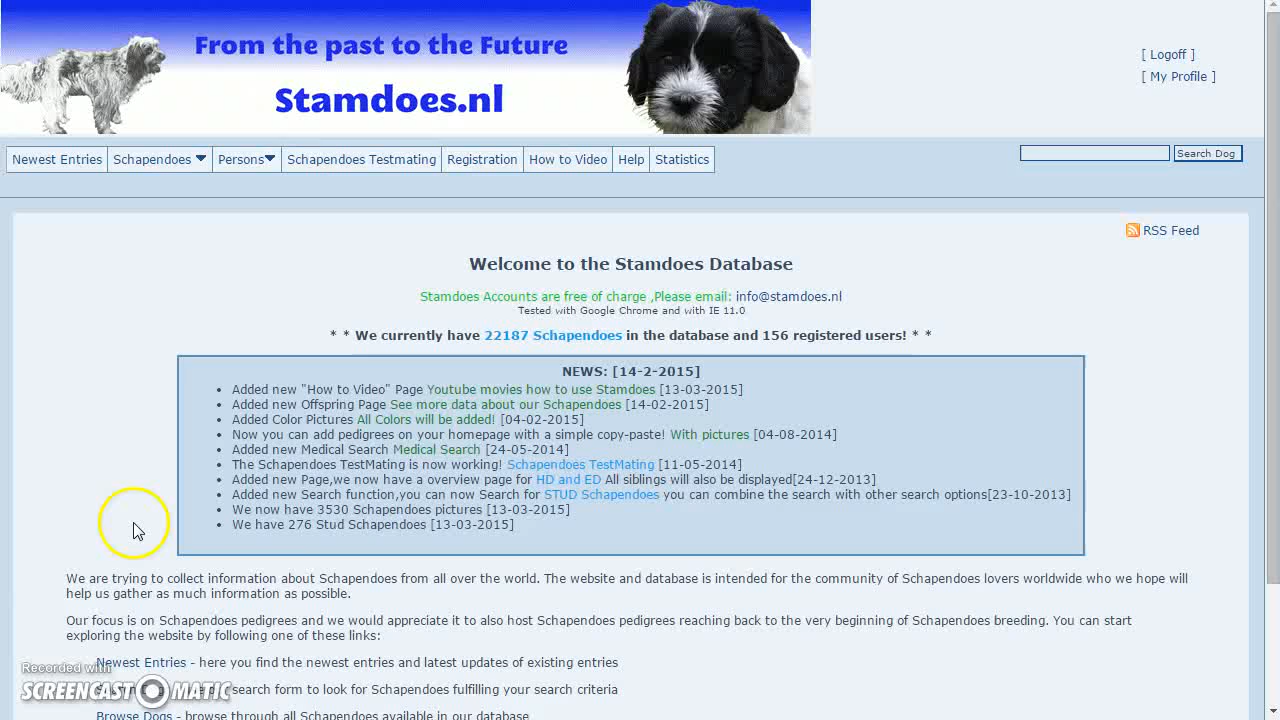 From the past to the Future
Stamdoes.nl
[ Logoff ]
[ My Profile ]
Newest Entries
Schapendoes
Persons
Schapendoes Testmating
Registration
How to Video
Help
Statistics
Search Dog
RSS Feed
Welcome to the Stamdoes Database
Stamdoes Accounts are free of charge ,Please email: info@stamdoes.nl
Tested with Google Chrome and with IE 11.0
* * We currently have 22187 Schapendoes in the database and 156 registered users! * *
NEWS: [14-2-2015]
• Added new "How to Video" Page Youtube movies how to use Stamdoes [13-03-2015]
• Added new Offspring Page See more data about our Schapendoes [14-02-2015]
• Added Color Pictures All Colors will be added! [04-02-2015]
• Now you can add pedigrees on your homepage with a simple copy-paste! With pictures [04-08-2014]
• Added new Medical Search Medical Search [24-05-2014]
• The Schapendoes TestMating is now working! Schapendoes TestMating [11-05-2014]
• Added new Page,we now have a overview page for HD and ED All siblings will also be displayed[24-12-2013]
• Added new Search function,you can now Search for STUD Schapendoes you can combine the search with other search options[23-10-2013]
• We now have 3530 Schapendoes pictures [13-03-2015]
• We have 276 Stud Schapendoes [13-03-2015]
We are trying to collect information about Schapendoes from all over the world. The website and database is intended for the community of Schapendoes lovers worldwide who we hope will
help us gather as much information as possible.
Our focus is on Schapendoes pedigrees and we would appreciate it to also host Schapendoes pedigrees reaching back to the very beginning of Schapendoes breeding. You can start
exploring the website by following one of these links:
Newest Entries - here you find the newest entries and latest updates of existing entries
search form to look for Schapendoes fulfilling your search criteria
Browse Dogs - browse through all Schapendoes available in our database
Recorded with
SCREENCAST MATIC